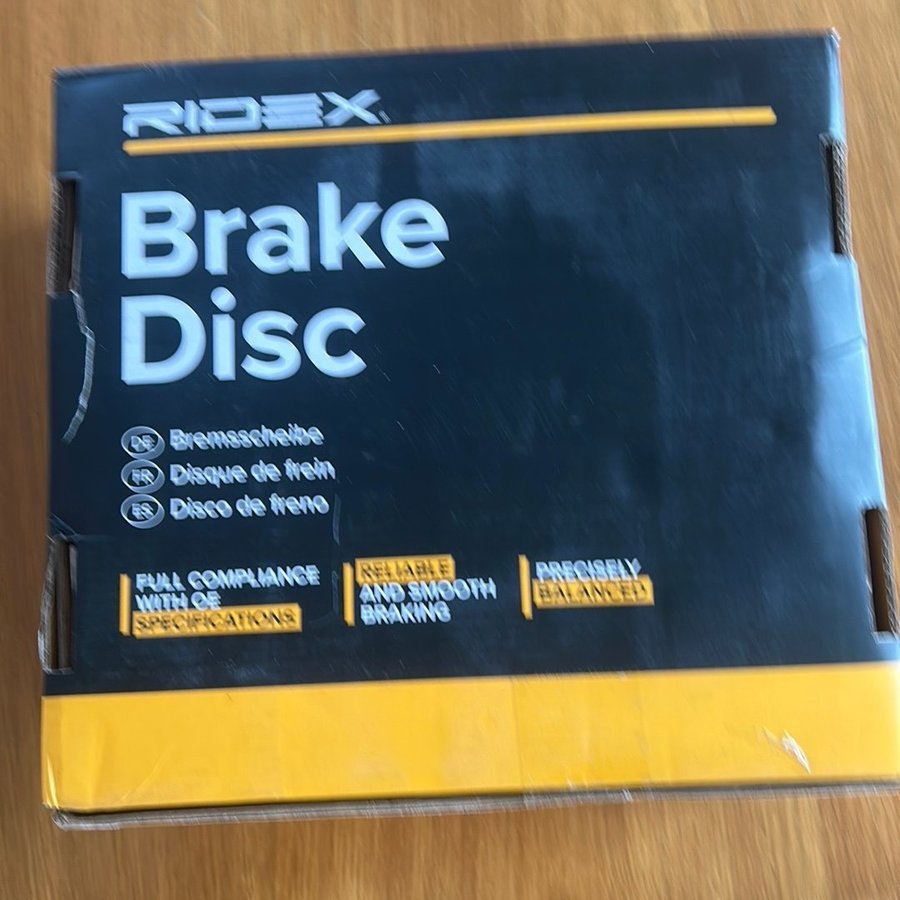 RIDEX
Brake
Disc
DE Bremsscheibe
FR Disque de frein
ES Disco de freno
FULL COMPLIANCE
WITH OE
SPECIFICATIONS
RELIABLE
AND SMOOTH
BRAKING
PRECISELY
BALANCED